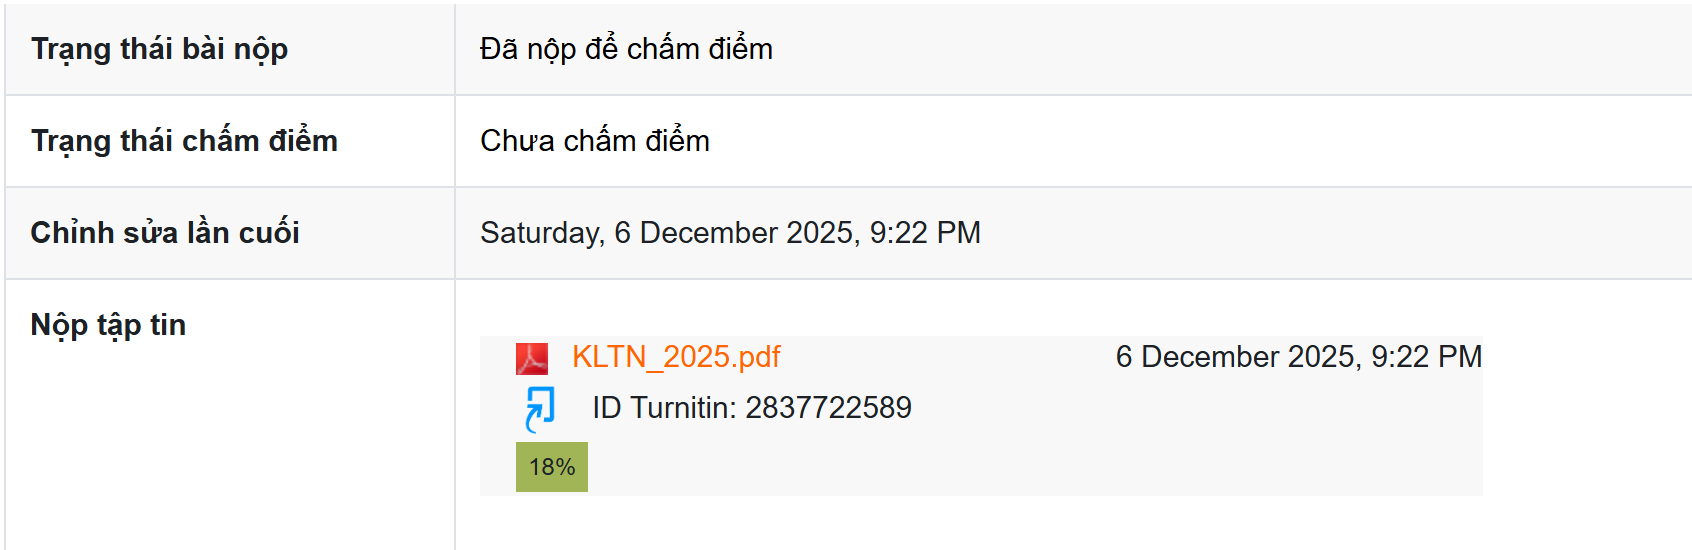 Trạng thái bài nộp
Đã nộp để chấm điểm
Trạng thái chấm điểm
Chưa chấm điểm
Chỉnh sửa lần cuối
Saturday, 6 December 2025, 9:22 PM
Nộp tập tin
KLTN_2025.pdf
6 December 2025, 9:22 PM
ID Turnitin: 2837722589
18%